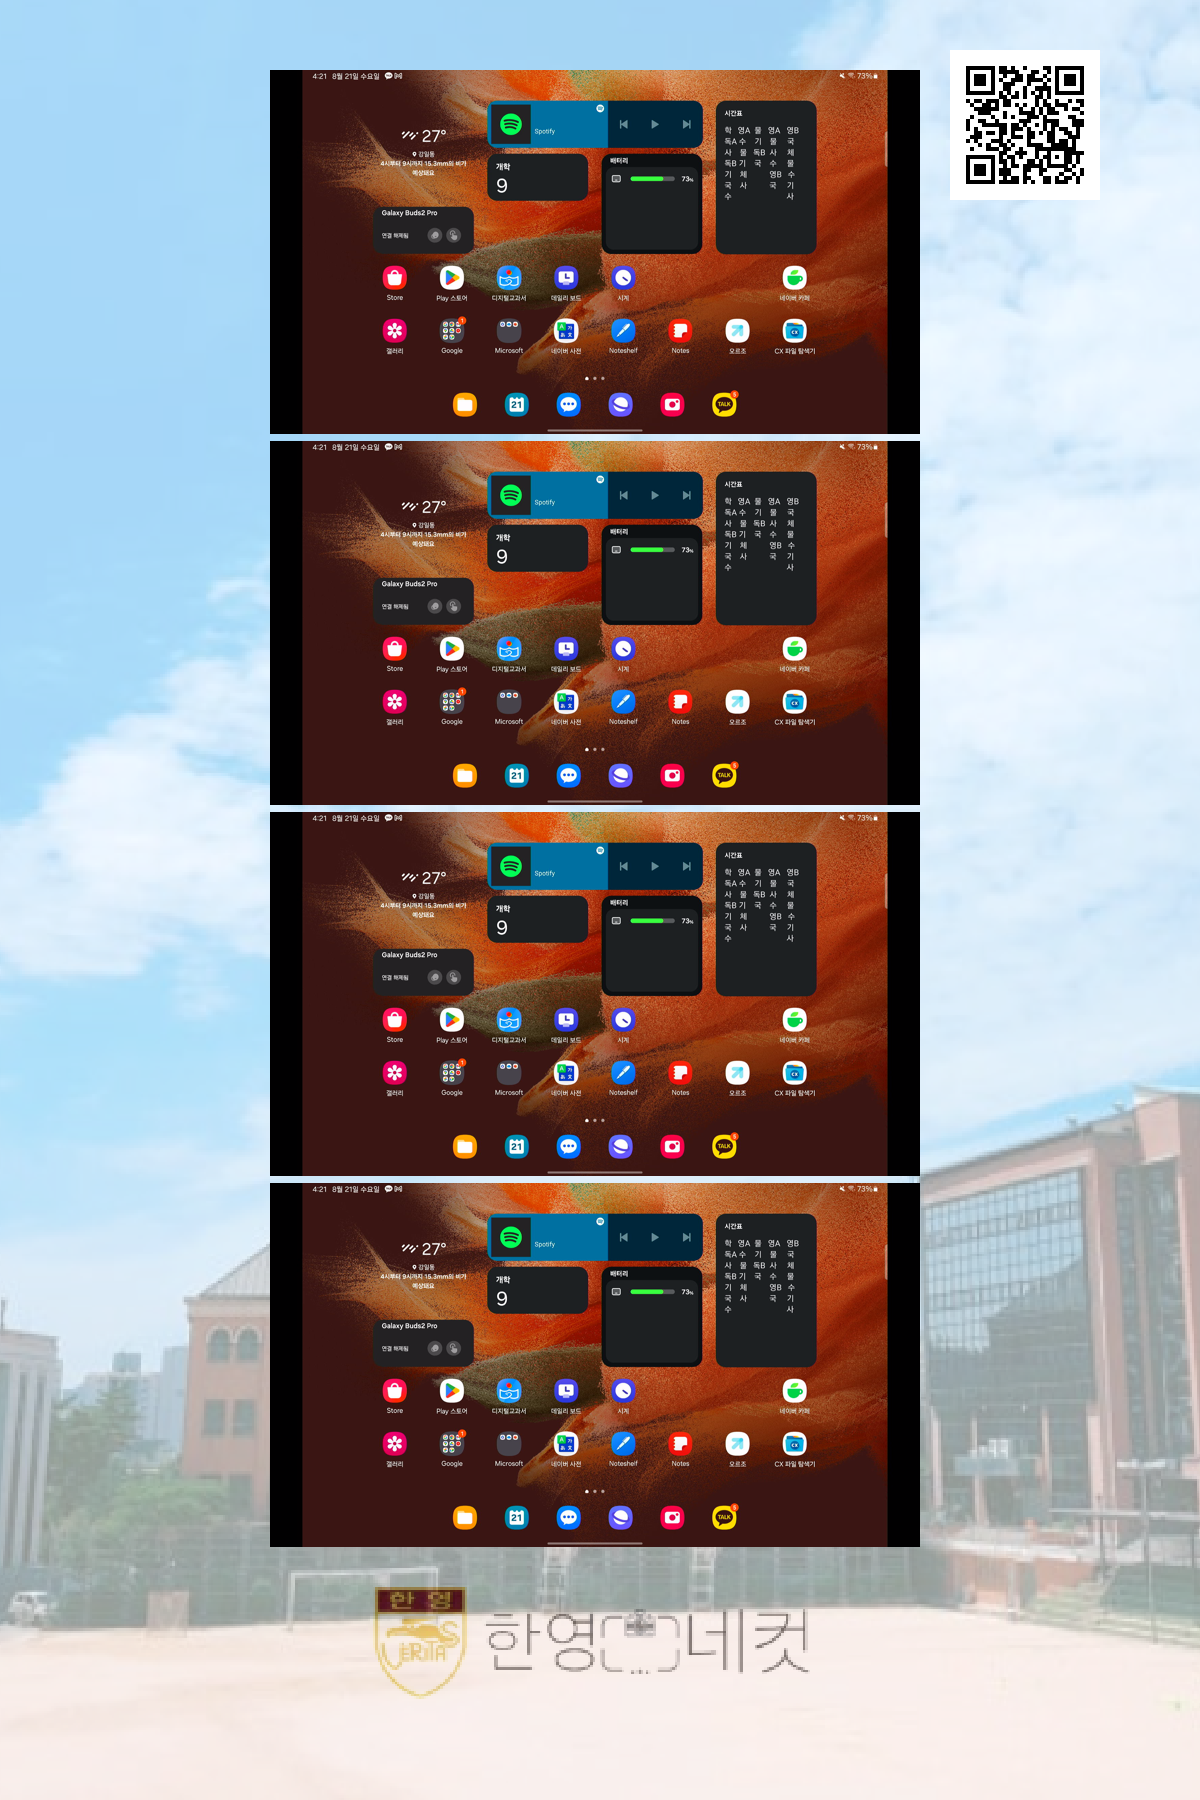 4:21 8월 21일 수요일 73%
27°
강일동
4시부터 9시까지 15.3mm의 비가
예상돼요
Spotify
개학
9
배터리
73%
시간표
학 영A 물 영A 영B
독A 수 기 물 국
사 물 독B 사 체
독B 기 국 수 물
기 체 영B 수
국 사 국 기
수 사
Galaxy Buds2 Pro
연결 해제됨
Store Play 스토어 디지털교과서 데일리 보드 시계 네이버 카페
갤러리 Google Microsoft 네이버 사전 Noteshelf Notes 오르조 CX 파일 탐색기
21 TALK
4:21 8월 21일 수요일 73%
27°
강일동
4시부터 9시까지 15.3mm의 비가
예상돼요
Spotify
개학
9
배터리
73%
시간표
학 영A 물 영A 영B
독A 수 기 물 국
사 물 독B 사 체
독B 기 국 수 물
기 체 영B 수
국 사 국 기
수 사
Galaxy Buds2 Pro
연결 해제됨
Store Play 스토어 디지털교과서 데일리 보드 시계 네이버 카페
갤러리 Google Microsoft 네이버 사전 Noteshelf Notes 오르조 CX 파일 탐색기
21 TALK
4:21 8월 21일 수요일 73%
27°
강일동
4시부터 9시까지 15.3mm의 비가
예상돼요
Spotify
개학
9
배터리
73%
시간표
학 영A 물 영A 영B
독A 수 기 물 국
사 물 독B 사 체
독B 기 국 수 물
기 체 영B 수
국 사 국 기
수 사
Galaxy Buds2 Pro
연결 해제됨
Store Play 스토어 디지털교과서 데일리 보드 시계 네이버 카페
갤러리 Google Microsoft 네이버 사전 Noteshelf Notes 오르조 CX 파일 탐색기
21 TALK
4:21 8월 21일 수요일 73%
27°
강일동
4시부터 9시까지 15.3mm의 비가
예상돼요
Spotify
개학
9
배터리
73%
시간표
학 영A 물 영A 영B
독A 수 기 물 국
사 물 독B 사 체
독B 기 국 수 물
기 체 영B 수
국 사 국 기
수 사
Galaxy Buds2 Pro
연결 해제됨
Store Play 스토어 디지털교과서 데일리 보드 시계 네이버 카페
갤러리 Google Microsoft 네이버 사전 Noteshelf Notes 오르조 CX 파일 탐색기
21 TALK
한영
한영네컷